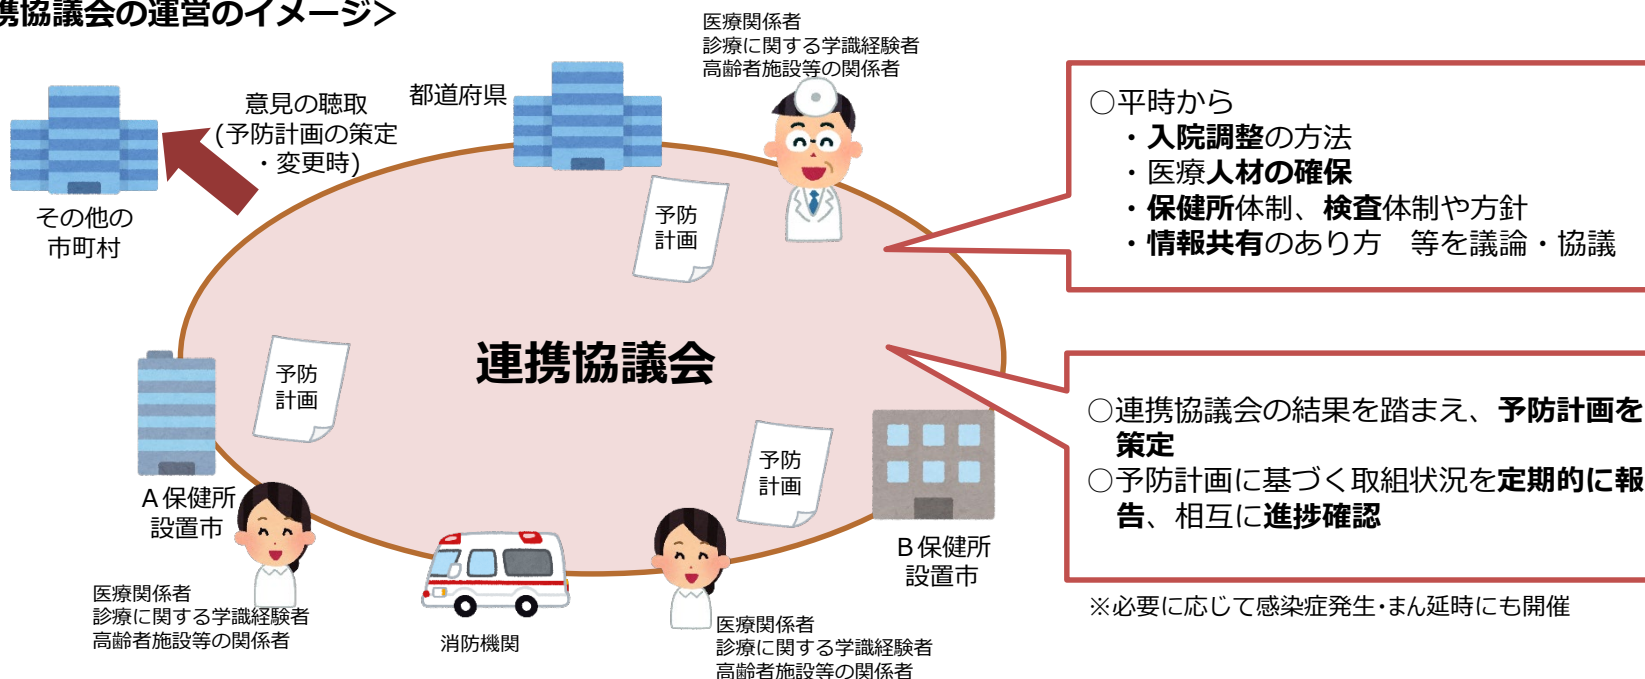 携協議会の運営のイメージ>
医療関係者
診療に関する学識経験者
高齢者施設等の関係者
都道府県
意見の聴取
(予防計画の策定
・変更時)
その他の
市町村
予防
計画
○平時から
・入院調整の方法
・医療人材の確保
・保健所体制、検査体制や方針
・情報共有のあり方　等を議論・協議
連携協議会
予防
計画
予防
計画
○連携協議会の結果を踏まえ、予防計画を
策定
○予防計画に基づく取組状況を定期的に報
告、相互に進捗確認
※必要に応じて感染症発生・まん延時にも開催
A保健所
設置市
B保健所
設置市
医療関係者
診療に関する学識経験者
高齢者施設等の関係者
消防機関
医療関係者
診療に関する学識経験者
高齢者施設等の関係者